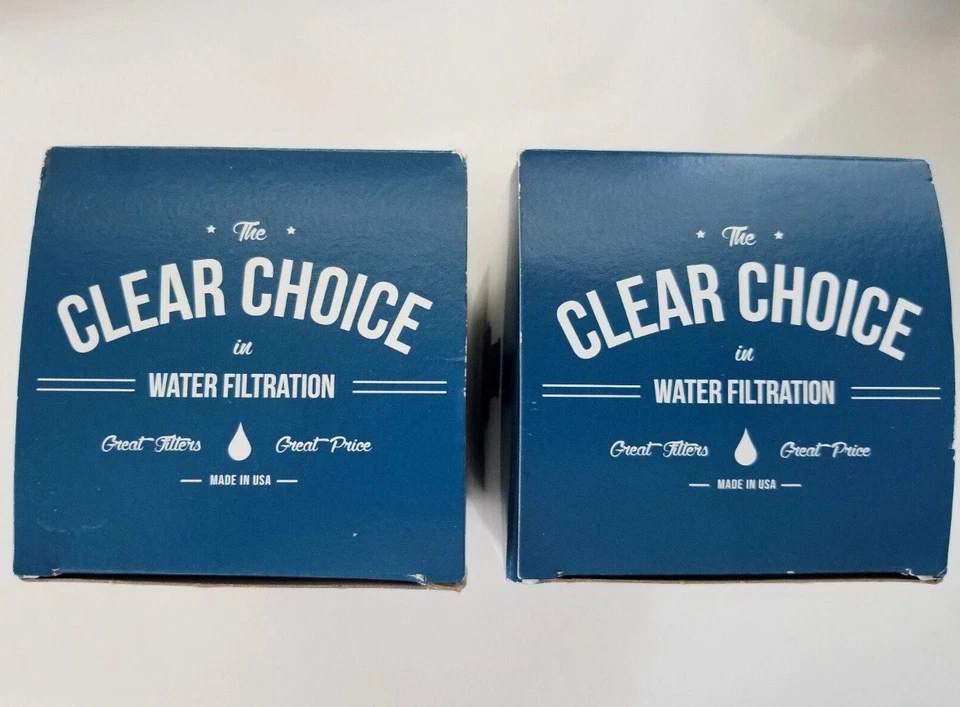 The
CLEAR CHOICE
in
WATER FILTRATION
Great Filters Great Price
MADE IN USA
The
CLEAR CHOICE
in
WATER FILTRATION
Great Filters Great Price
MADE IN USA